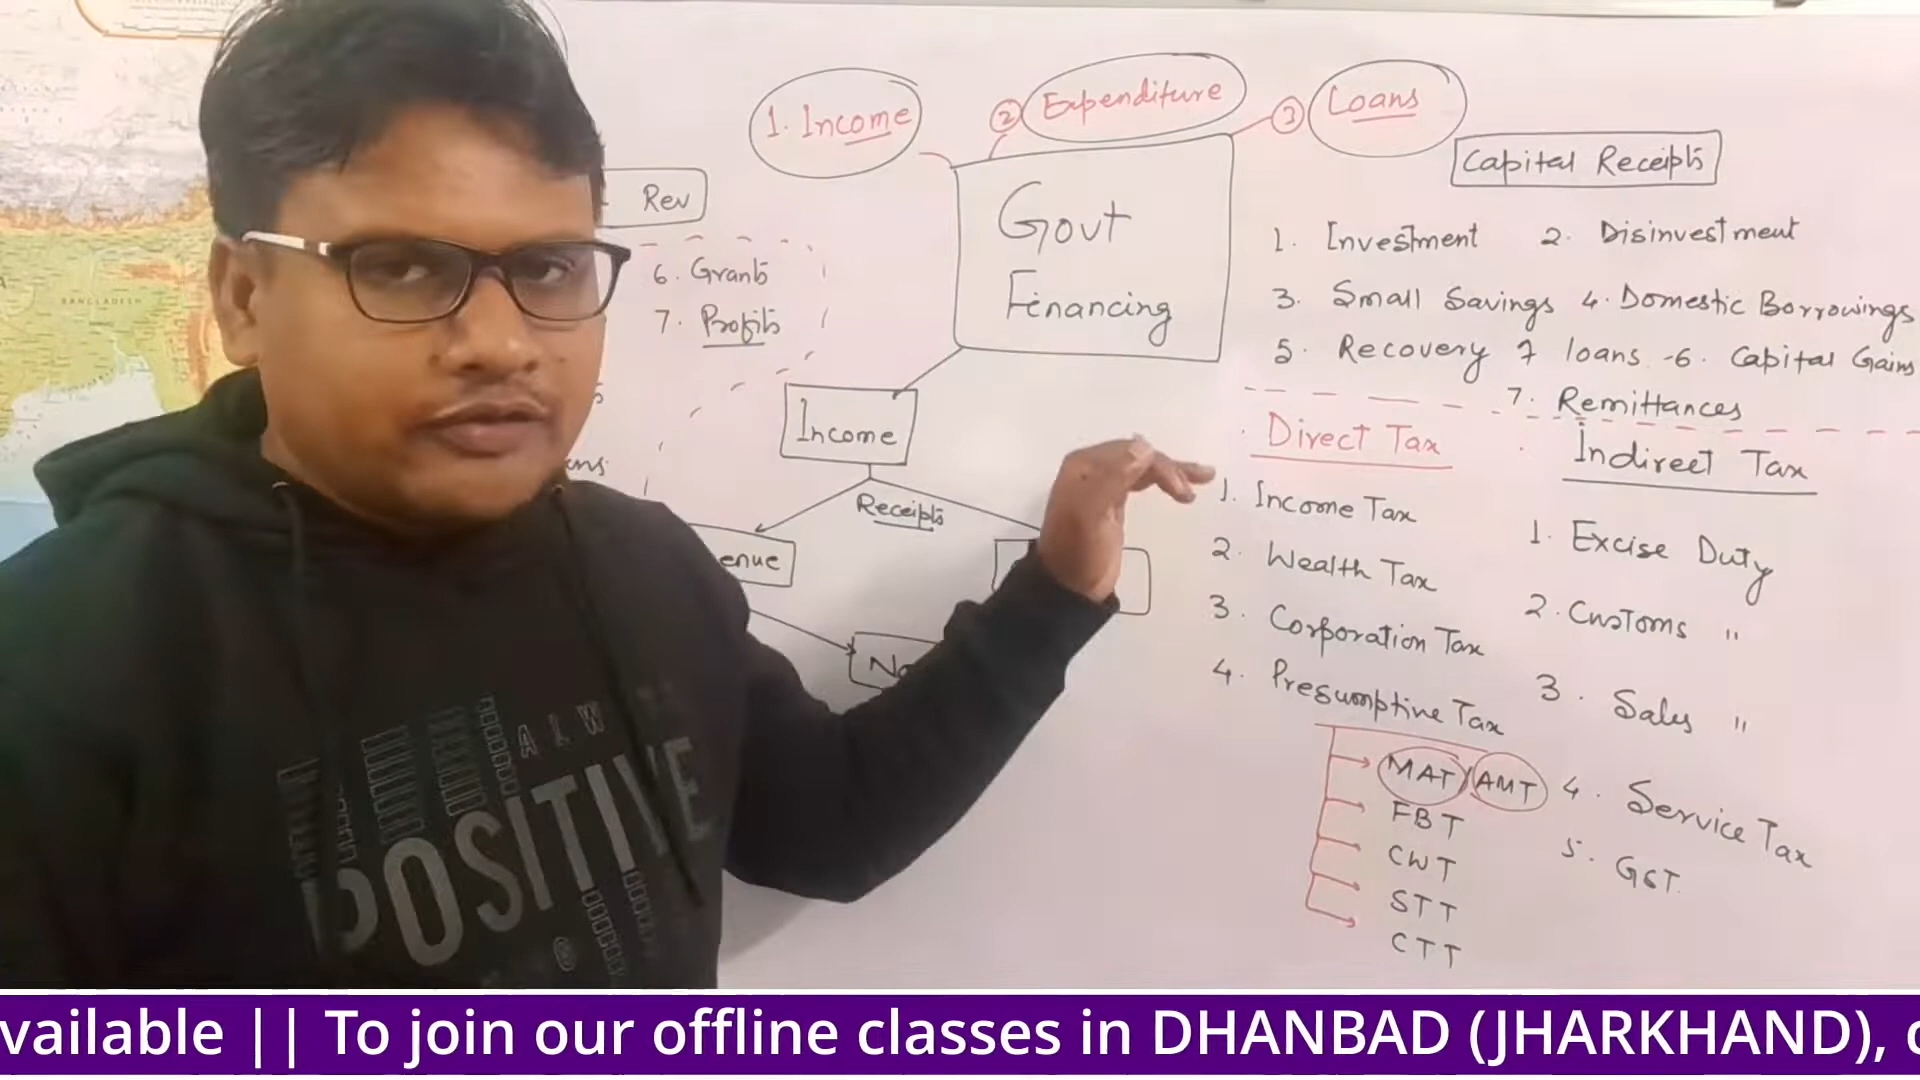 1. Income
② Expenditure
③ Loans
Capital Receipts
Rev
6. Grants
7. Profits
Govt
Financing
1. Investment 2. Disinvestment
3. Small Savings 4. Domestic Borrowings
5. Recovery of loans - 6. Capital Gains
7. Remittances
Income
Receipts
enue
No
Direct Tax
1. Income Tax
2. Wealth Tax
3. Corporation Tax
4. Presumptive Tax
MAT / AMT
FBT
CWT
STT
CTT
Indirect Tax
1. Excise Duty
2. Customs "
3. Sales "
4. Service Tax
5. GST
BANGLADESH
ALW
POSITIVE
vailable || To join our offline classes in DHANBAD (JHARKHAND), c